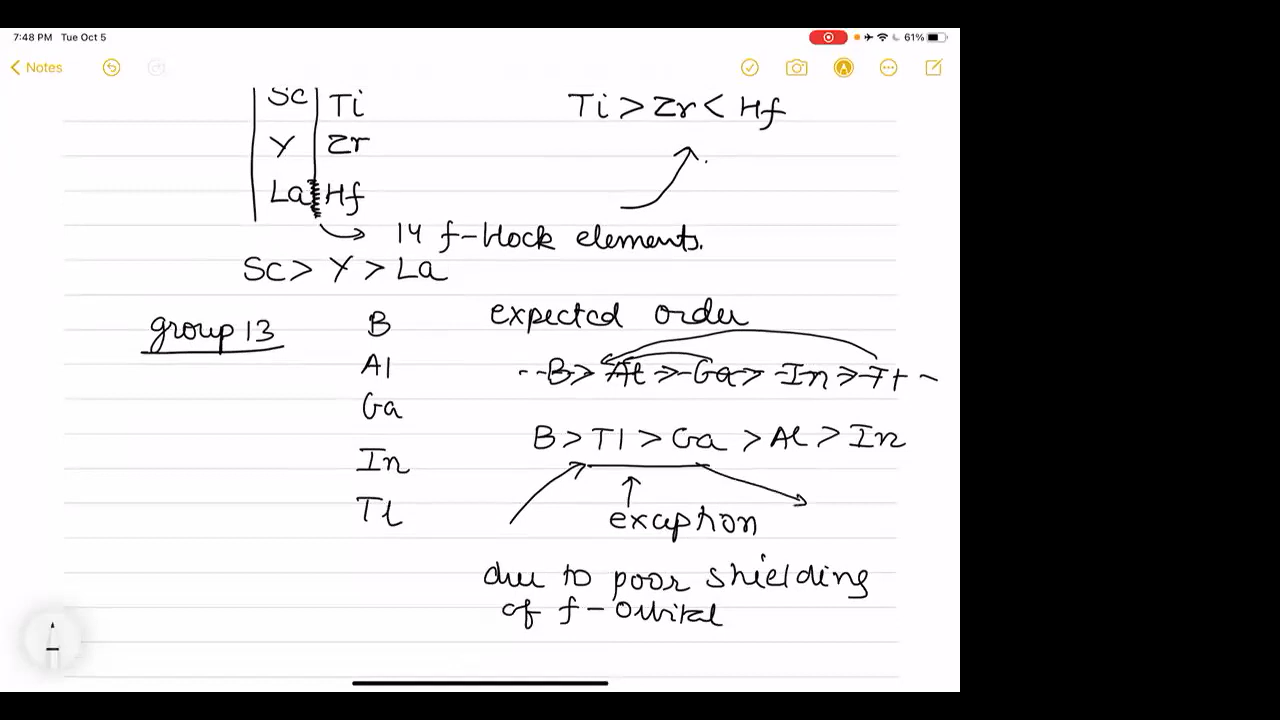 7:48 PM Tue Oct 5
61%
Notes
Sc Ti
Y Zr
La Hf
Ti > Zr < Hf
14 f-block elements.
Sc > Y > La
group 13
B
Al
Ga
In
Tl
expected order
B > Al > Ga > In > Tl
B > Tl > Ga > Al > In
exception
due to poor shielding
of f-orbital